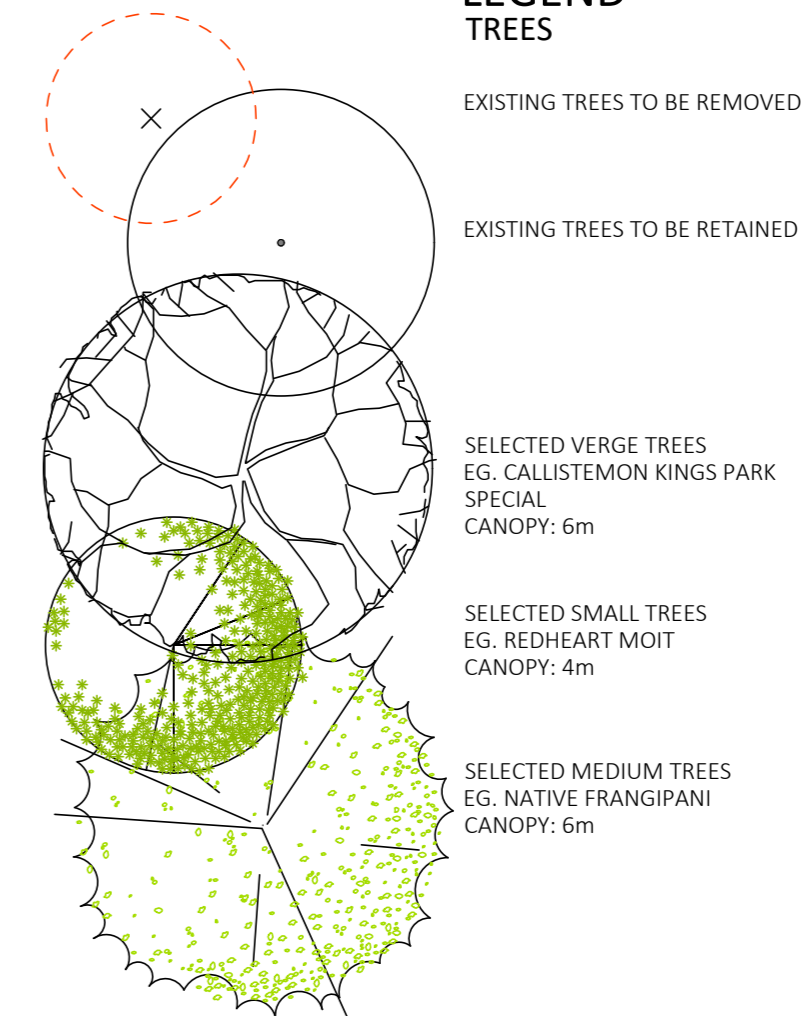 LEGEND
TREES
EXISTING TREES TO BE REMOVED
EXISTING TREES TO BE RETAINED
SELECTED VERGE TREES
EG. CALLISTEMON KINGS PARK
SPECIAL
CANOPY: 6m
SELECTED SMALL TREES
EG. REDHEART MOIT
CANOPY: 4m
SELECTED MEDIUM TREES
EG. NATIVE FRANGIPANI
CANOPY: 6m